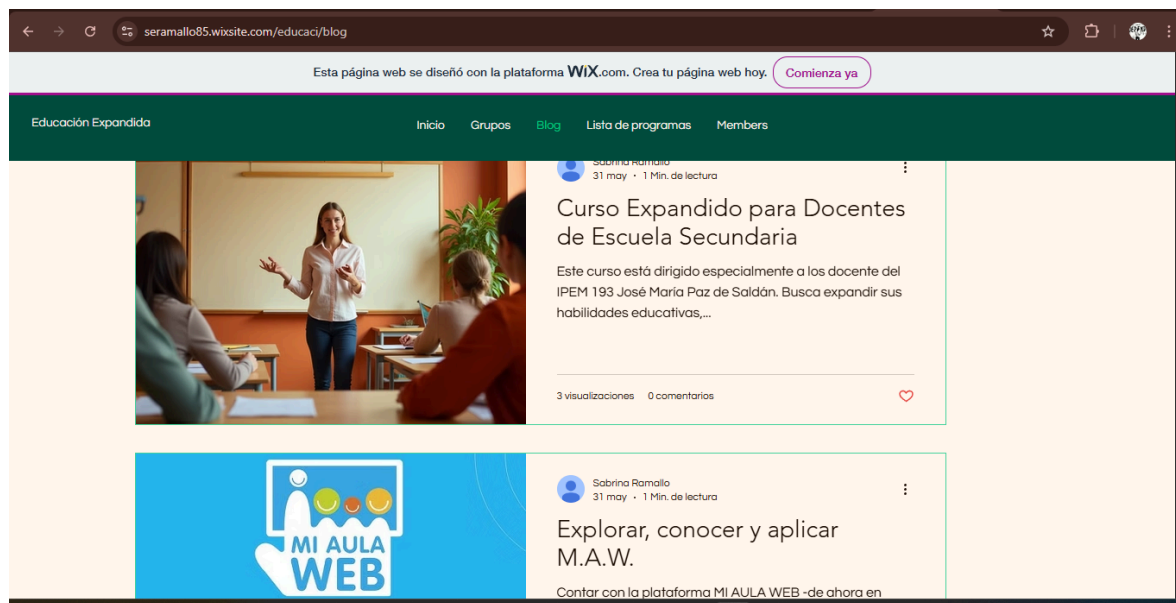 seramallo85.wixsite.com/educaci/blog
Esta página web se diseñó con la plataforma WiX.com. Crea tu página web hoy. Comienza ya
Educación Expandida
Inicio Grupos Blog Lista de programas Members
Sabrina Ramallo
31 may · 1 Min. de lectura
Curso Expandido para Docentes
de Escuela Secundaria
Este curso está dirigido especialmente a los docente del
IPEM 193 José María Paz de Saldán. Busca expandir sus
habilidades educativas,...
3 visualizaciones 0 comentarios
MI AULA
WEB
Sabrina Ramallo
31 may · 1 Min. de lectura
Explorar, conocer y aplicar
M.A.W.
Contar con la plataforma MI AULA WEB -de ahora en